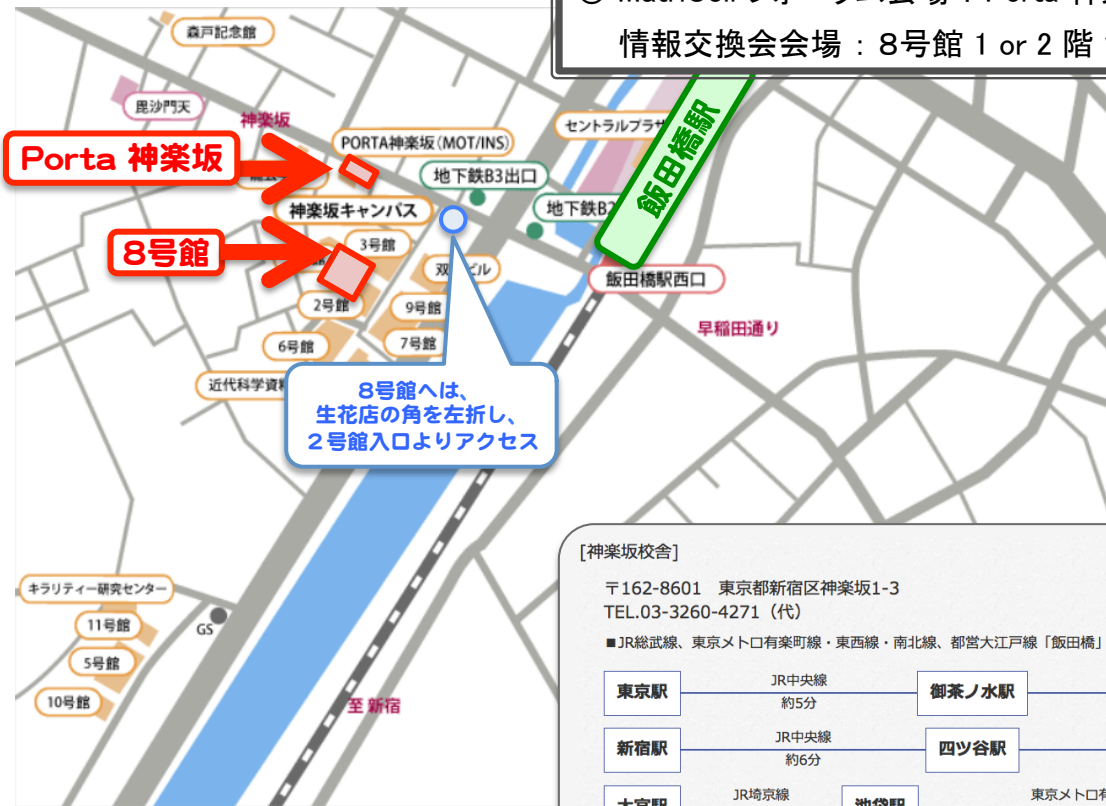 森戸記念館
情報交換会会場：８号館 1 or 2 階
毘沙門天
神楽坂
飯田橋駅
セントラルプラザ
PORTA神楽坂（MOT/INS）
Porta 神楽坂
地下鉄B3出口
神楽坂キャンパス
地下鉄B2
8号館
3号館
飯田橋駅西口
2号館
9号館
早稲田通り
6号館
7号館
近代科学資料
8号館へは、
生花店の角を左折し、
２号館入口よりアクセス
[神楽坂校舎]
〒162-8601　東京都新宿区神楽坂1-3
TEL.03-3260-4271（代）
■JR総武線、東京メトロ有楽町線・東西線・南北線、都営大江戸線「飯田橋」
キラリティー研究センター
11号館
GS
5号館
10号館
至 新宿
東京駅
JR中央線
約5分
御茶ノ水駅
新宿駅
JR中央線
約6分
四ツ谷駅
大宮駅
JR埼京線
池袋駅
東京メトロ有